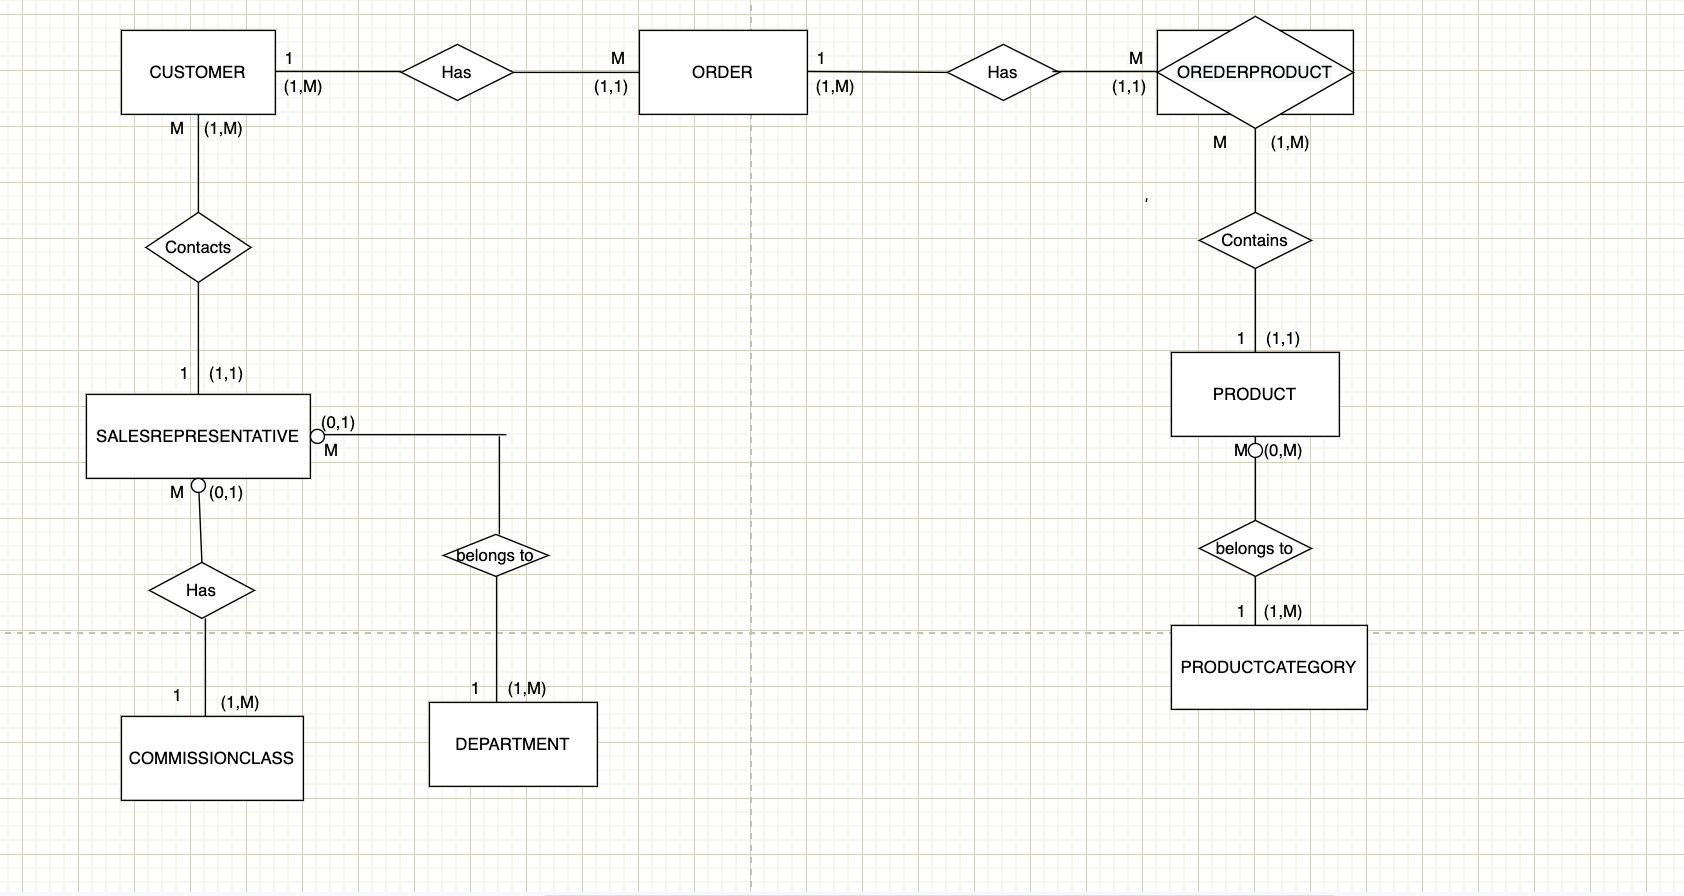 CUSTOMER
1
(1,M)
Has
M
(1,1)
ORDER
1
(1,M)
Has
M
(1,1)
OREDERPRODUCT
M (1,M)
M (1,M)
Contacts
Contains
1 (1,1)
1 (1,1)
SALESREPRESENTATIVE
(0,1)
M
PRODUCT
M (0,M)
M (0,1)
belongs to
belongs to
Has
1 (1,M)
PRODUCTCATEGORY
1 (1,M)
1 (1,M)
DEPARTMENT
COMMISSIONCLASS